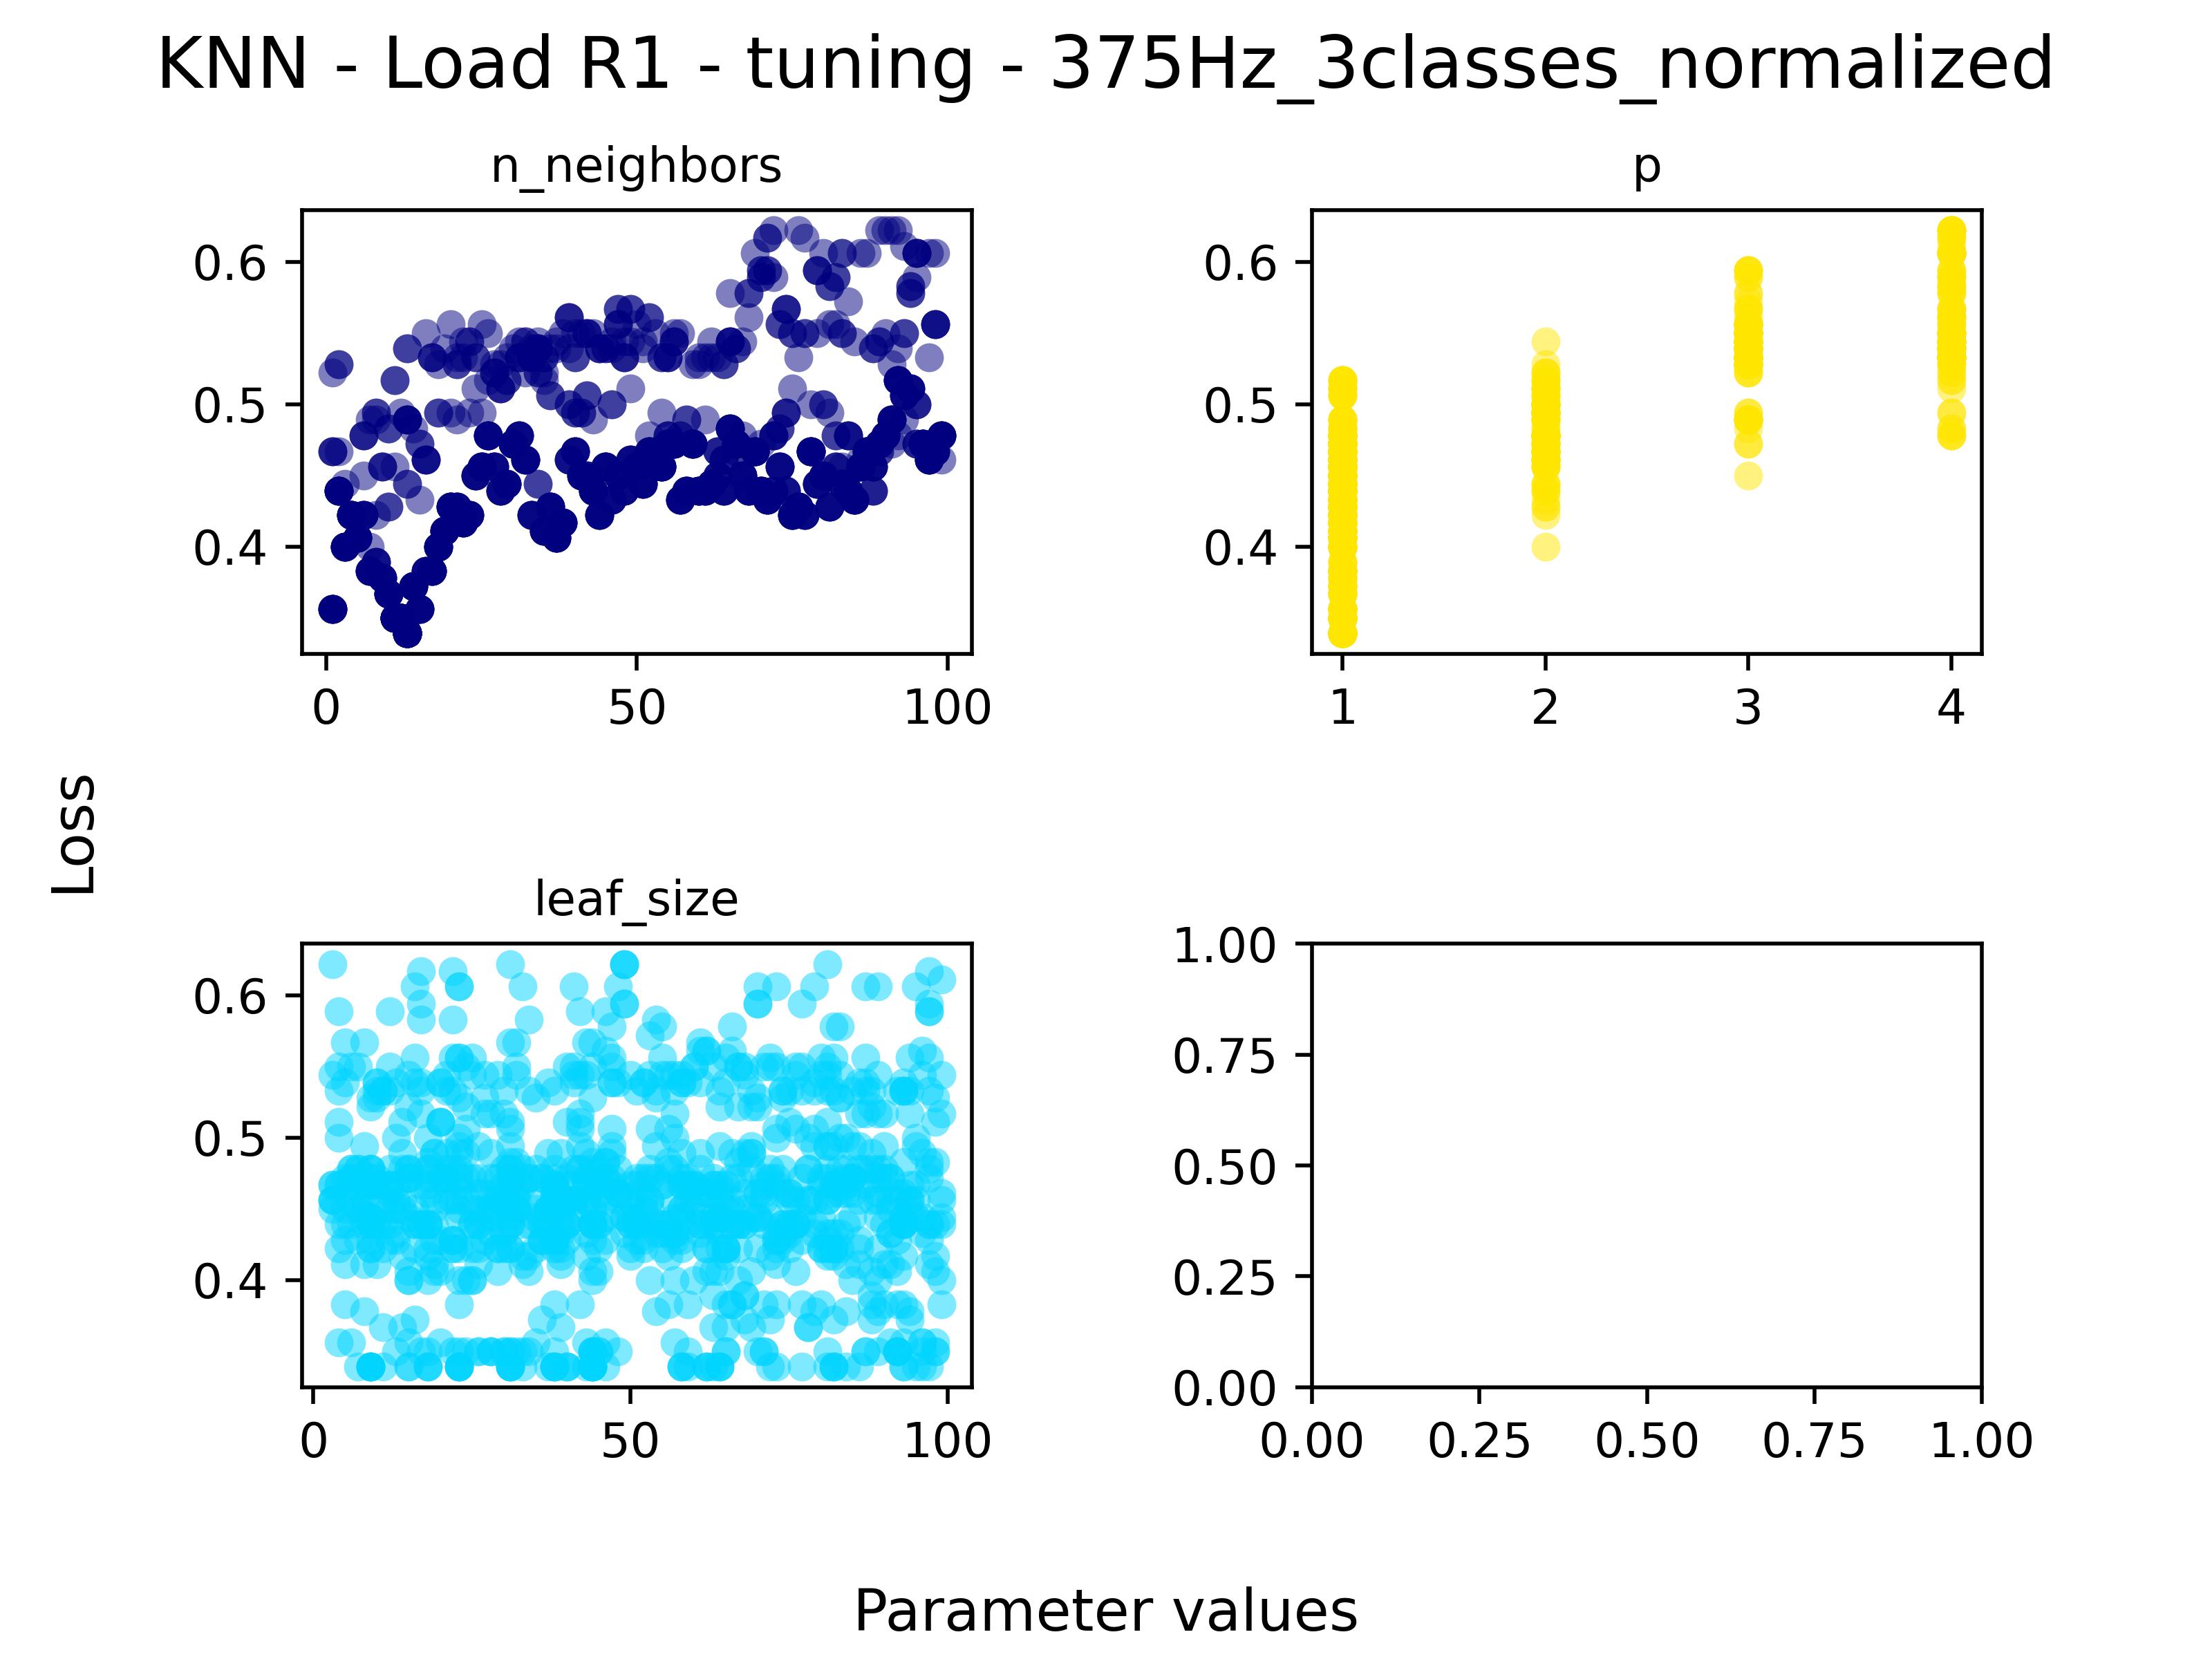 KNN - Load R1 - tuning - 375Hz_3classes_normalized
n_neighbors
0.6
0.5
0.4
0 50 100
p
0.6
0.5
0.4
1 2 3 4
Loss
leaf_size
0.6
0.5
0.4
0 50 100
1.00
0.75
0.50
0.25
0.00
0.00 0.25 0.50 0.75 1.00
Parameter values